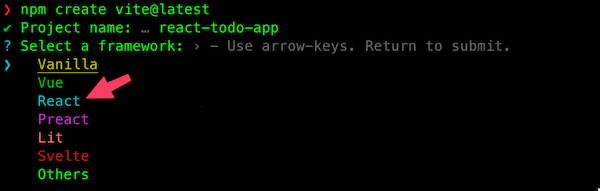 ❯ npm create vite@latest
✔ Project name: … react-todo-app
? Select a framework: › - Use arrow-keys. Return to submit.
❯ Vanilla
Vue
React
Preact
Lit
Svelte
Others